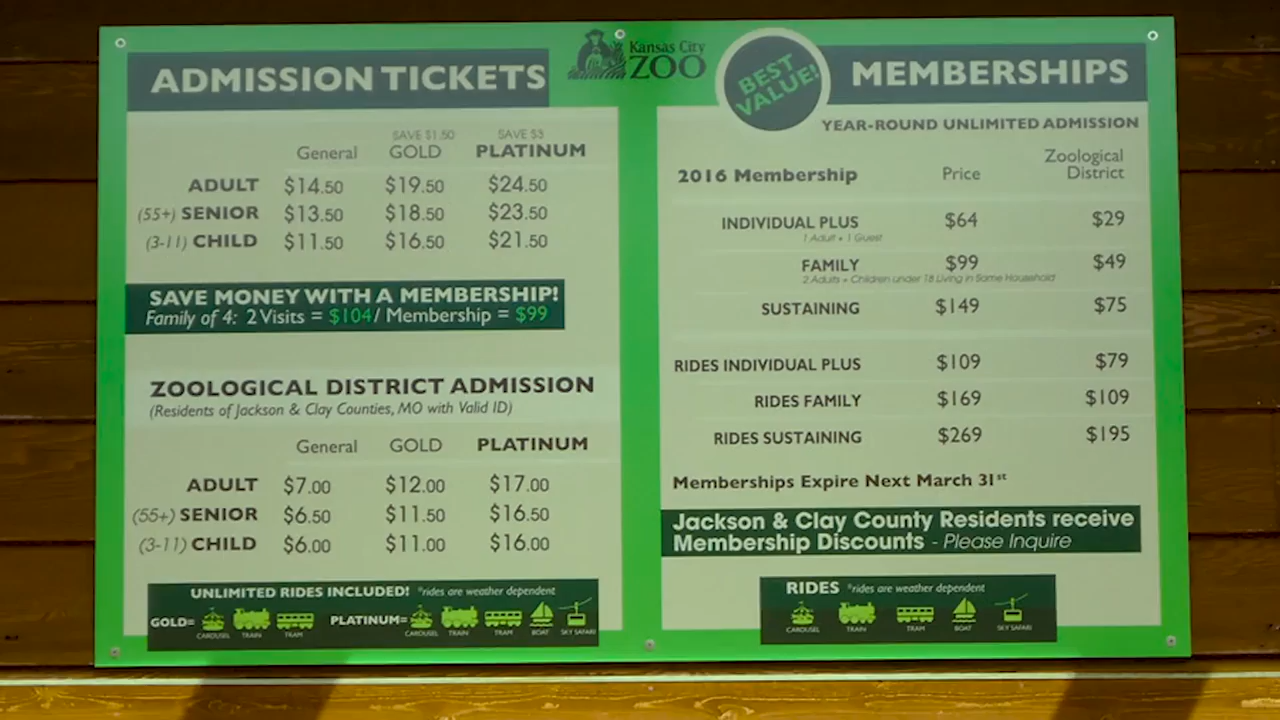 Kansas City
ZOO
ADMISSION TICKETS
SAVE $1.50 SAVE $3
General GOLD PLATINUM
ADULT $14.50 $19.50 $24.50
(55+) SENIOR $13.50 $18.50 $23.50
(3-11) CHILD $11.50 $16.50 $21.50
SAVE MONEY WITH A MEMBERSHIP!
Family of 4: 2 Visits = $104/ Membership = $99
ZOOLOGICAL DISTRICT ADMISSION
(Residents of Jackson & Clay Counties, MO with Valid ID)
General GOLD PLATINUM
ADULT $7.00 $12.00 $17.00
(55+) SENIOR $6.50 $11.50 $16.50
(3-11) CHILD $6.00 $11.00 $16.00
UNLIMITED RIDES INCLUDED! *rides are weather dependent
GOLD= CAROUSEL TRAIN TRAM PLATINUM= CAROUSEL TRAIN TRAM BOAT SKY SAFARI
BEST
VALUE!
MEMBERSHIPS
YEAR-ROUND UNLIMITED ADMISSION
2016 Membership Price Zoological
District
INDIVIDUAL PLUS $64 $29
1 Adult + 1 Guest
FAMILY $99 $49
2 Adults + Children under 18 Living in Same Household
SUSTAINING $149 $75
RIDES INDIVIDUAL PLUS $109 $79
RIDES FAMILY $169 $109
RIDES SUSTAINING $269 $195
Memberships Expire Next March 31st
Jackson & Clay County Residents receive
Membership Discounts - Please Inquire
RIDES *rides are weather dependent
CAROUSEL TRAIN TRAM BOAT SKY SAFARI